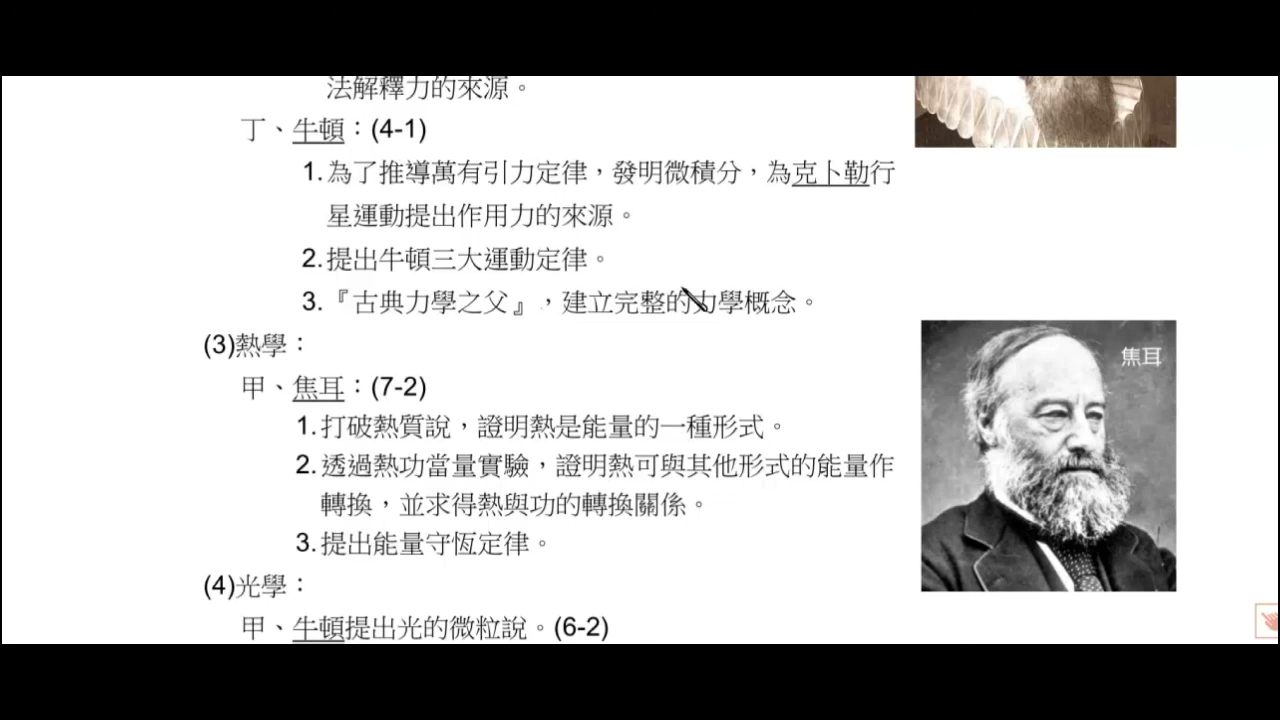 法解釋力的來源。
丁、牛頓：(4-1)
1.為了推導萬有引力定律，發明微積分，為克卜勒行
星運動提出作用力的來源。
2.提出牛頓三大運動定律。
3.『古典力學之父』，建立完整的力學概念。
(3)熱學：
甲、焦耳：(7-2)
焦耳
1.打破熱質說，證明熱是能量的一種形式。
2.透過熱功當量實驗，證明熱可與其他形式的能量作
轉換，並求得熱與功的轉換關係。
3.提出能量守恆定律。
(4)光學：
甲、牛頓提出光的微粒說。(6-2)